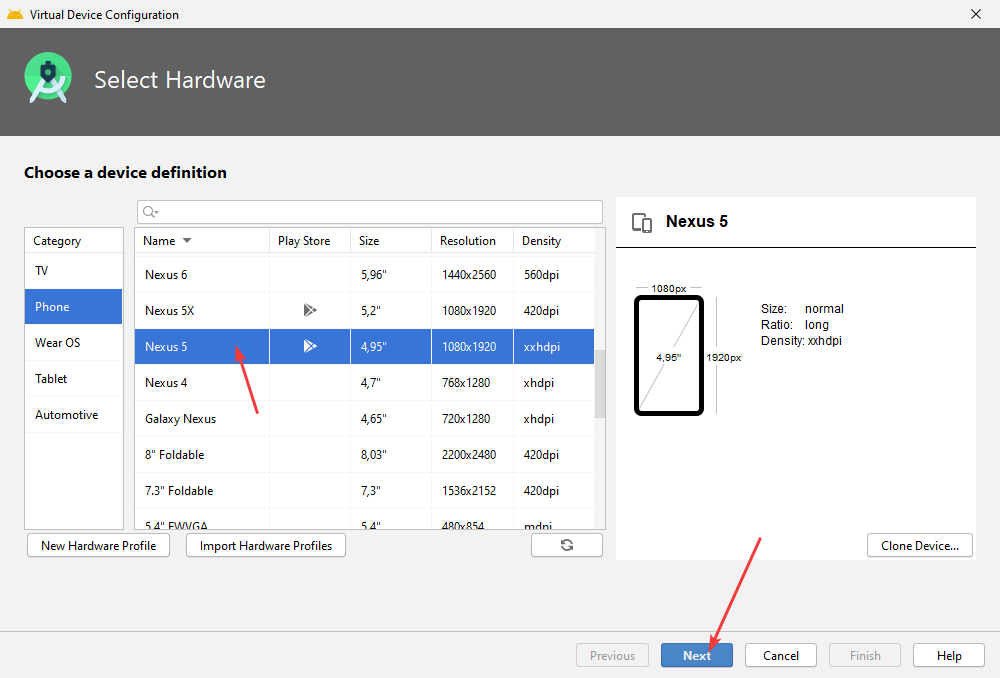 Virtual Device Configuration
Select Hardware
Choose a device definition
Category
TV
Phone
Wear OS
Tablet
Automotive
Name Play Store Size Resolution Density
Nexus 6 5,96" 1440x2560 560dpi
Nexus 5X 5,2" 1080x1920 420dpi
Nexus 5 4,95" 1080x1920 xxhdpi
Nexus 4 4,7" 768x1280 xhdpi
Galaxy Nexus 4,65" 720x1280 xhdpi
8" Foldable 8,03" 2200x2480 420dpi
7.3" Foldable 7,3" 1536x2152 420dpi
5.4" FWVGA 5,4" 480x854 mdpi
New Hardware Profile Import Hardware Profiles
Nexus 5
1080px
4,95"
1920px
Size: normal
Ratio: long
Density: xxhdpi
Clone Device...
Previous Next Cancel Finish Help